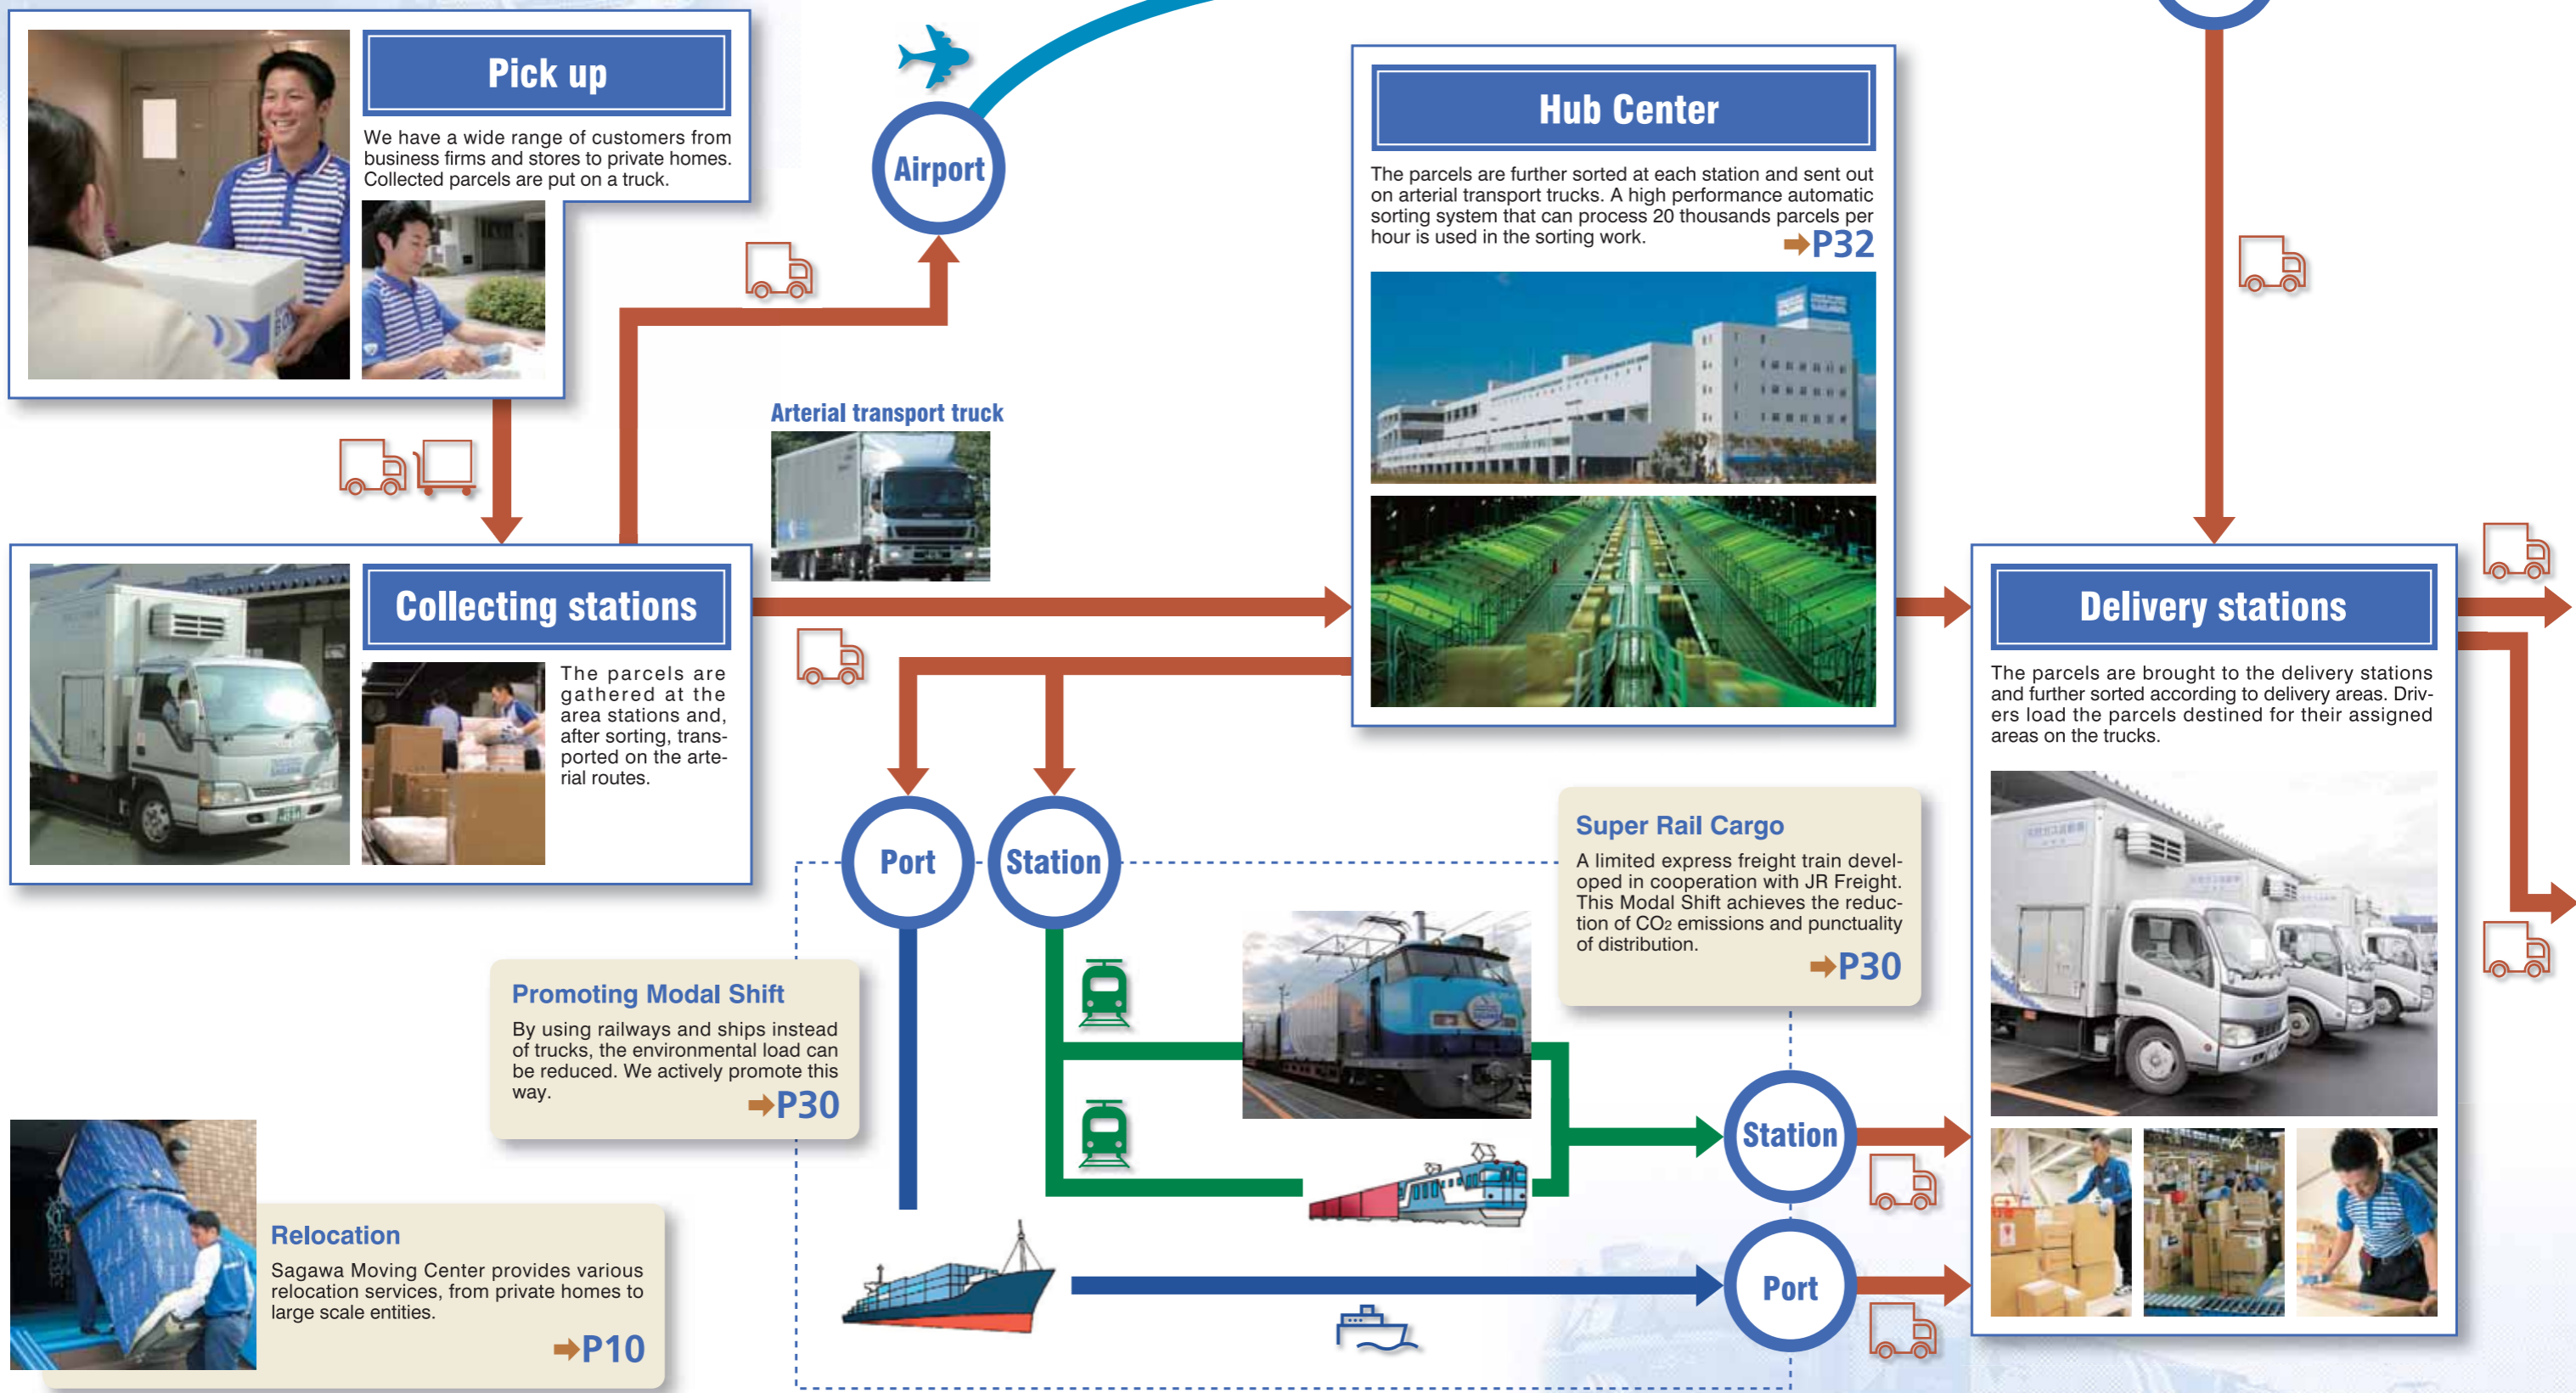 Pick up
We have a wide range of customers from
business firms and stores to private homes.
Collected parcels are put on a truck.
Airport
Hub Center
The parcels are further sorted at each station and sent out
on arterial transport trucks. A high performance automatic
sorting system that can process 20 thousands parcels per
hour is used in the sorting work.
➡P32
Arterial transport truck
Collecting stations
The parcels are
gathered at the
area stations and,
after sorting, trans-
ported on the arte-
rial routes.
Delivery stations
The parcels are brought to the delivery stations
and further sorted according to delivery areas. Driv-
ers load the parcels destined for their assigned
areas on the trucks.
Port
Station
Super Rail Cargo
A limited express freight train devel-
oped in cooperation with JR Freight.
This Modal Shift achieves the reduc-
tion of CO2 emissions and punctuality
of distribution.
➡P30
Promoting Modal Shift
By using railways and ships instead
of trucks, the environmental load can
be reduced. We actively promote this
way.
➡P30
Station
Port
Relocation
Sagawa Moving Center provides various
relocation services, from private homes to
large scale entities.
➡P10